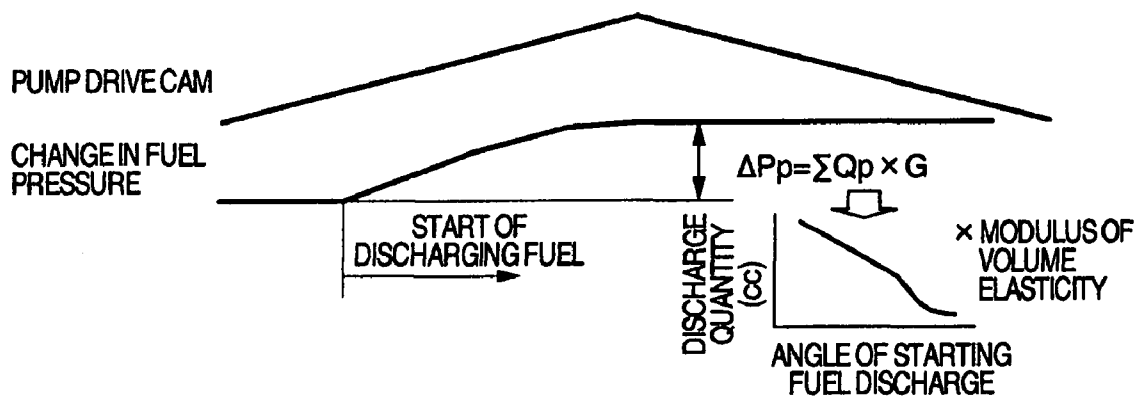 PUMP DRIVE CAM
CHANGE IN FUEL
PRESSURE
START OF
DISCHARGING FUEL
ΔPp=∑Qp × G
DISCHARGE
QUANTITY
(cc)
× MODULUS OF
VOLUME
ELASTICITY
ANGLE OF STARTING
FUEL DISCHARGE